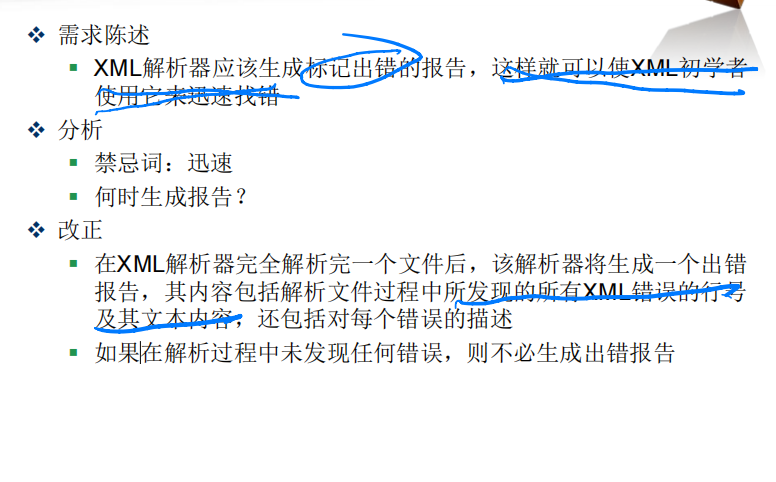 需求陈述
XML解析器应该生成标记出错的报告，这样就可以使XML初学者
使用它来迅速找错
分析
禁忌词：迅速
何时生成报告？
改正
在XML解析器完全解析完一个文件后，该解析器将生成一个出错
报告，其内容包括解析文件过程中所发现的所有XML错误的行号
及其文本内容，还包括对每个错误的描述
如果在解析过程中未发现任何错误，则不必生成出错报告